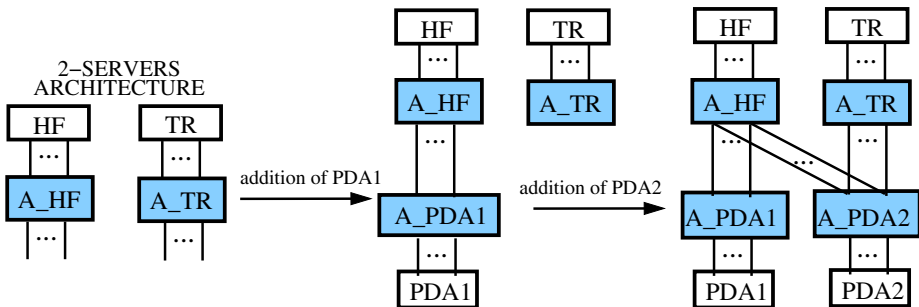 2−SERVERS
ARCHITECTURE
HF
TR
...
...
A_HF
A_TR
...
...
addition of PDA1
HF
TR
...
...
A_HF
A_TR
...
A_PDA1
...
PDA1
addition of PDA2
HF
TR
...
...
A_HF
A_TR
...
...
...
A_PDA1
A_PDA2
...
...
PDA1
PDA2